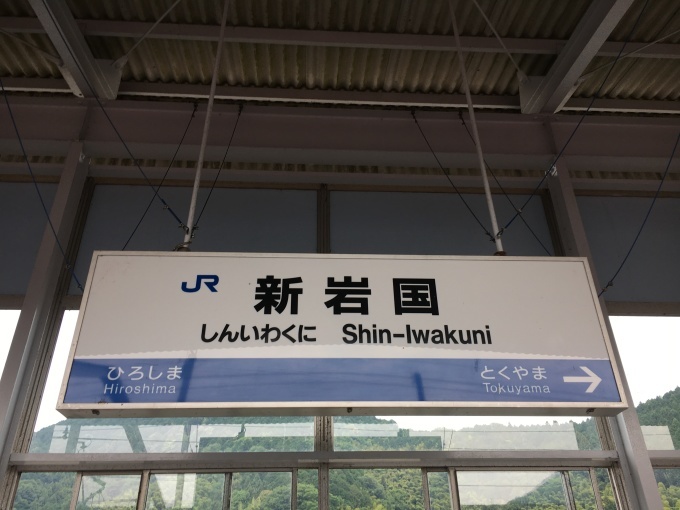 JR 新岩国
しんいわくに Shin-Iwakuni
ひろしま とくやま
Hiroshima Tokuyama →